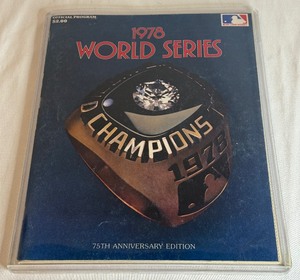 OFFICIAL PROGRAM
$2.00
1978
WORLD SERIES
D CHAMPIONS
1978
75TH ANNIVERSARY EDITION